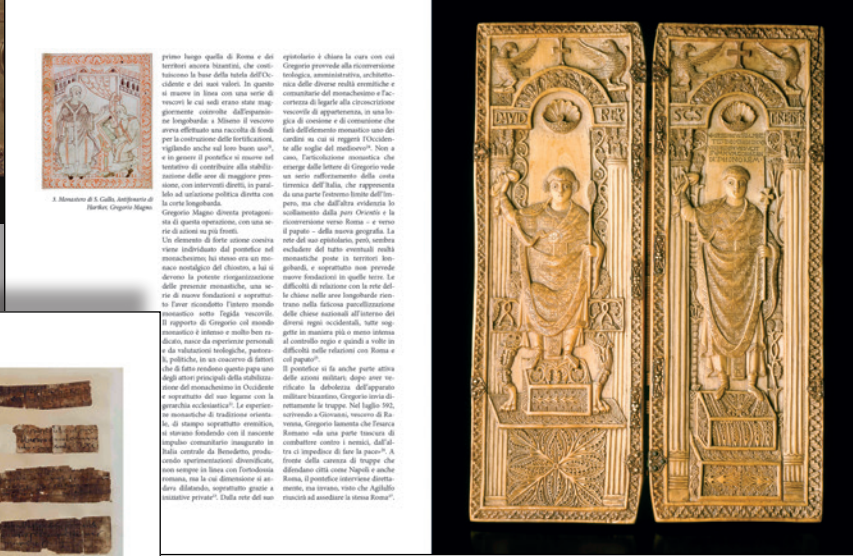 3. Monastero di S. Gallo, Antifonario di
Hartker, Gregorio Magno.
primo luogo quella di Roma e dei
territori ancora bizantini, che costi-
tuiscono la base della tutela dell'Oc-
cidente e dei suoi valori. In questo
si muove in linea con una serie di
vescovi le cui sedi erano state mag-
giormente coinvolte dall'espansio-
ne longobarda: a Miseno il vescovo
aveva effettuato una raccolta di fondi
per la costruzione delle fortificazioni,
vigilando anche sul loro buon uso
e in genere il pontefice si muove nel
tentativo di contribuire alla stabiliz-
zazione delle aree di maggiore pres-
sione, con interventi diretti, in paral-
lelo ad un'azione politica diretta con
la corte longobarda.
Gregorio Magno diventa protagoni-
sta di questa operazione, con una se-
rie di azioni su più fronti.
Un elemento di forte azione coesiva
viene individuato dal pontefice nel
monachesimo; lui stesso era un mo-
naco nostalgico del chiostro, a lui si
devono la potente riorganizzazione
delle presenze monastiche, una se-
rie di nuove fondazioni e soprattut-
to l'aver ricondotto l'intero mondo
monastico sotto l'egida vescovile.
Il rapporto di Gregorio col mondo
monastico è intenso e molto ben ra-
dicato, nasce da esperienze personali
e da valutazioni teologiche, pastora-
li, politiche, in un coacervo di fattori
che di fatto rendono questo papa uno
degli attori principali della stabilizza-
zione del monachesimo in Occidente
e soprattutto del suo legame con la
gerarchia ecclesiastica. Le esperien-
ze monastiche di tradizione orienta-
le, di stampo soprattutto eremitico,
si stavano fondendo con il nascente
impulso comunitario inaugurato in
Italia centrale da Benedetto, produ-
cendo sperimentazioni diversificate,
non sempre in linea con l'ortodossia
romana, ma la cui dimensione si an-
dava dilatando, soprattutto grazie a
iniziative private. Dalla rete del suo
epistolario è chiara la cura con cui
Gregorio provvede alla riconversione
teologica, amministrativa, architetto-
nica delle diverse realtà eremitiche e
comunitarie del monachesimo e l'ac-
cortezza di legarle alla circoscrizione
vescovile di appartenenza, in una lo-
gica di coesione e di comunione che
farà dell'elemento monastico uno dei
cardini su cui si reggerà l'Occiden-
te alle soglie del medioevo. Non a
caso, l'articolazione monastica che
emerge dalle lettere di Gregorio vede
un serio rafforzamento della costa
tirrenica dell'Italia, che rappresenta
da una parte l'estremo limite dell'Im-
pero, ma che dall'altra evidenzia lo
scollamento dalla pars Orientis e la
riconversione verso Roma – e verso
il papato – della nuova geografia. La
rete del suo epistolario, però, sembra
escludere del tutto eventuali realtà
monastiche poste in territori lon-
gobardi, e soprattutto non prevede
nuove fondazioni in quelle terre. Le
difficoltà di relazione con la rete del-
le chiese nelle aree longobarde rien-
trano nella faticosa parcellizzazione
delle chiese nazionali all'interno dei
diversi regni occidentali, tutte sog-
gette in maniera più o meno intensa
al controllo regio e quindi a volte in
difficoltà nelle relazioni con Roma e
col papato
Il pontefice si fa anche parte attiva
delle azioni militari; dopo aver ve-
rificato la debolezza dell'apparato
militare bizantino, Gregorio invia di-
rettamente le truppe. Nel luglio 592,
scrivendo a Giovanni, vescovo di Ra-
venna, Gregorio lamenta che l'esarca
Romano «da una parte trascura di
combattere contro i nemici, dall'al-
tra ci impedisce di fare la pace». A
fronte della carenza di truppe che
difendano città come Napoli e anche
Roma, il pontefice interviene diretta-
mente, ma invano, visto che Agilulfo
riuscirà ad assediare la stessa Roma
DAVID REX